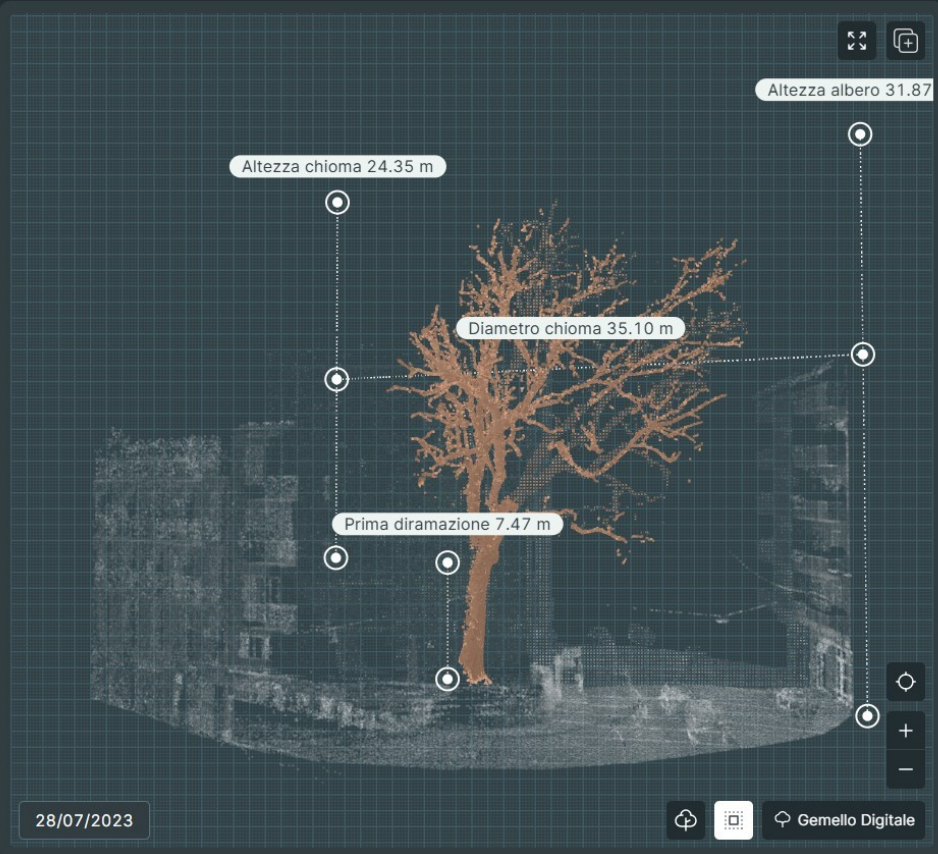 Altezza albero 31.87
Altezza chioma 24.35 m
Diametro chioma 35.10 m
Prima diramazione 7.47 m
28/07/2023
Gemello Digitale